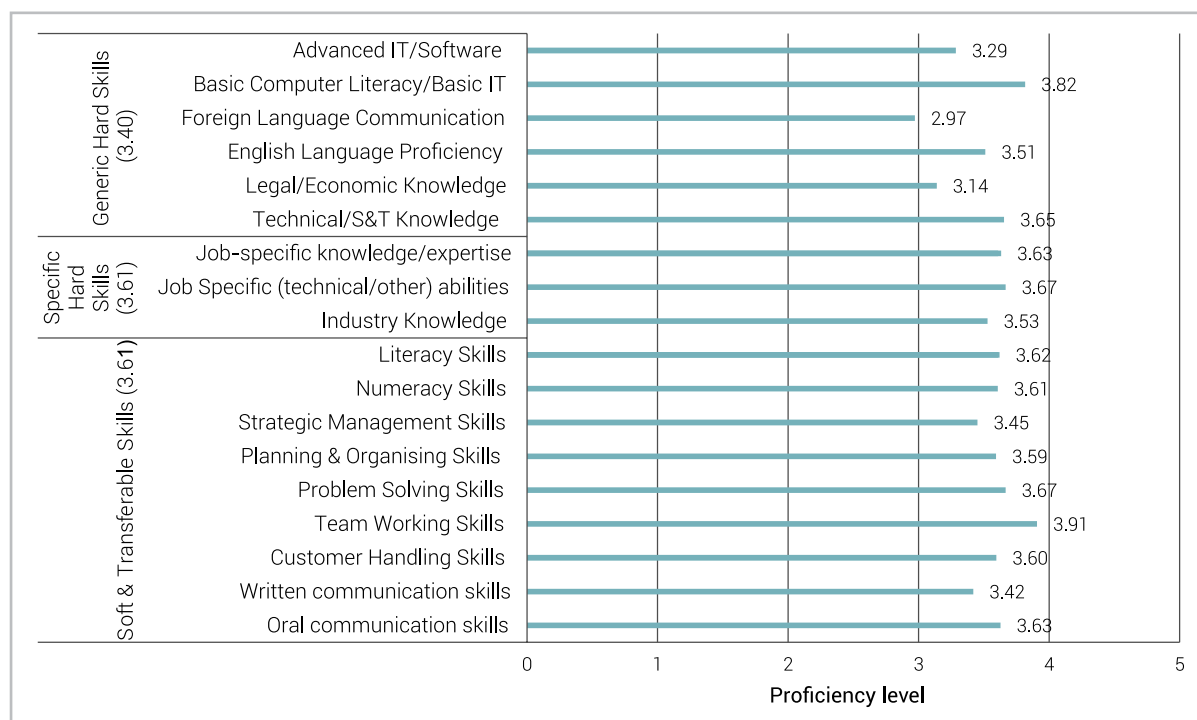 Generic Hard Skills
(3.40)
Advanced IT/Software 3.29
Basic Computer Literacy/Basic IT 3.82
Foreign Language Communication 2.97
English Language Proficiency 3.51
Legal/Economic Knowledge 3.14
Technical/S&T Knowledge 3.65
Specific
Hard
Skills
(3.61)
Job-specific knowledge/expertise 3.63
Job Specific (technical/other) abilities 3.67
Industry Knowledge 3.53
Soft & Transferable Skills (3.61)
Literacy Skills 3.62
Numeracy Skills 3.61
Strategic Management Skills 3.45
Planning & Organising Skills 3.59
Problem Solving Skills 3.67
Team Working Skills 3.91
Customer Handling Skills 3.60
Written communication skills 3.42
Oral communication skills 3.63
0 1 2 3 4 5
Proficiency level